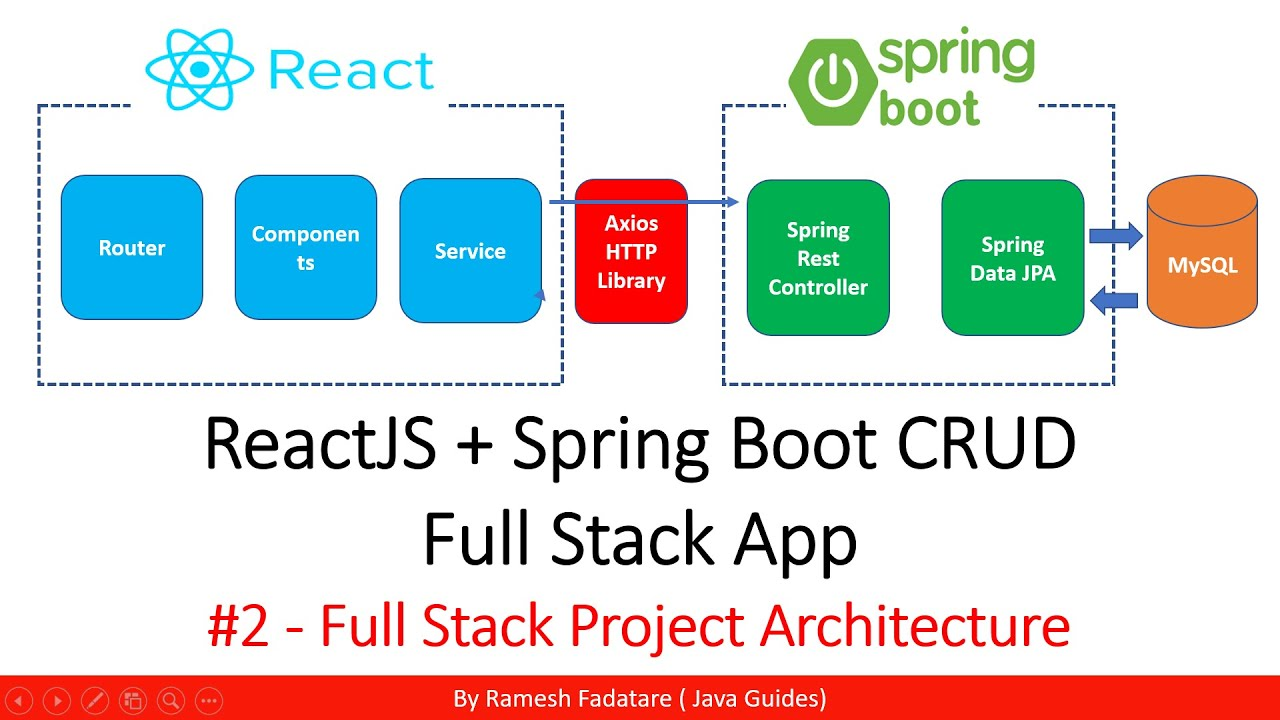 React
spring
boot
Router
Componen
ts
Service
Axios
HTTP
Library
Spring
Rest
Controller
Spring
Data JPA
MySQL
ReactJS + Spring Boot CRUD
Full Stack App
#2 - Full Stack Project Architecture
By Ramesh Fadatare ( Java Guides)